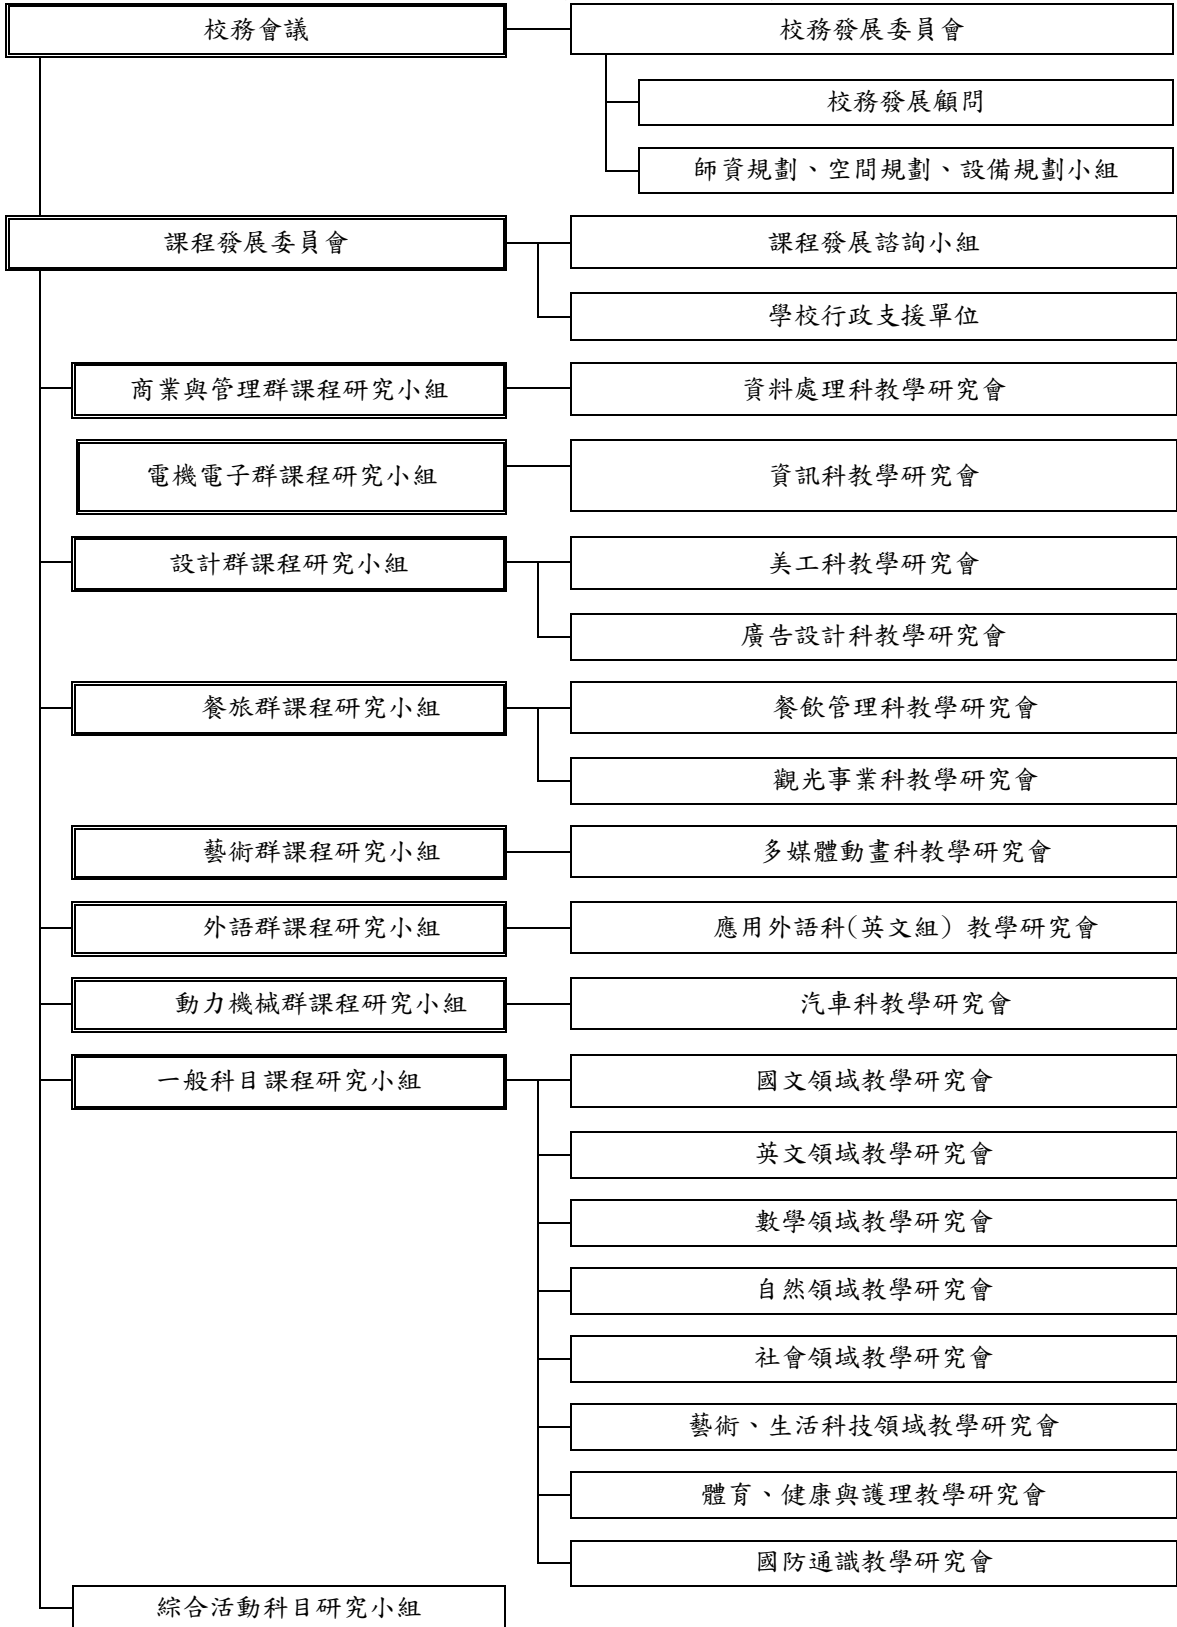 校務會議
校務發展委員會
校務發展顧問
師資規劃、空間規劃、設備規劃小組
課程發展委員會
課程發展諮詢小組
學校行政支援單位
商業與管理群課程研究小組
資料處理科教學研究會
電機電子群課程研究小組
資訊科教學研究會
設計群課程研究小組
美工科教學研究會
廣告設計科教學研究會
餐旅群課程研究小組
餐飲管理科教學研究會
觀光事業科教學研究會
藝術群課程研究小組
多媒體動畫科教學研究會
外語群課程研究小組
應用外語科(英文組) 教學研究會
動力機械群課程研究小組
汽車科教學研究會
一般科目課程研究小組
國文領域教學研究會
英文領域教學研究會
數學領域教學研究會
自然領域教學研究會
社會領域教學研究會
藝術、生活科技領域教學研究會
體育、健康與護理教學研究會
國防通識教學研究會
綜合活動科目研究小組